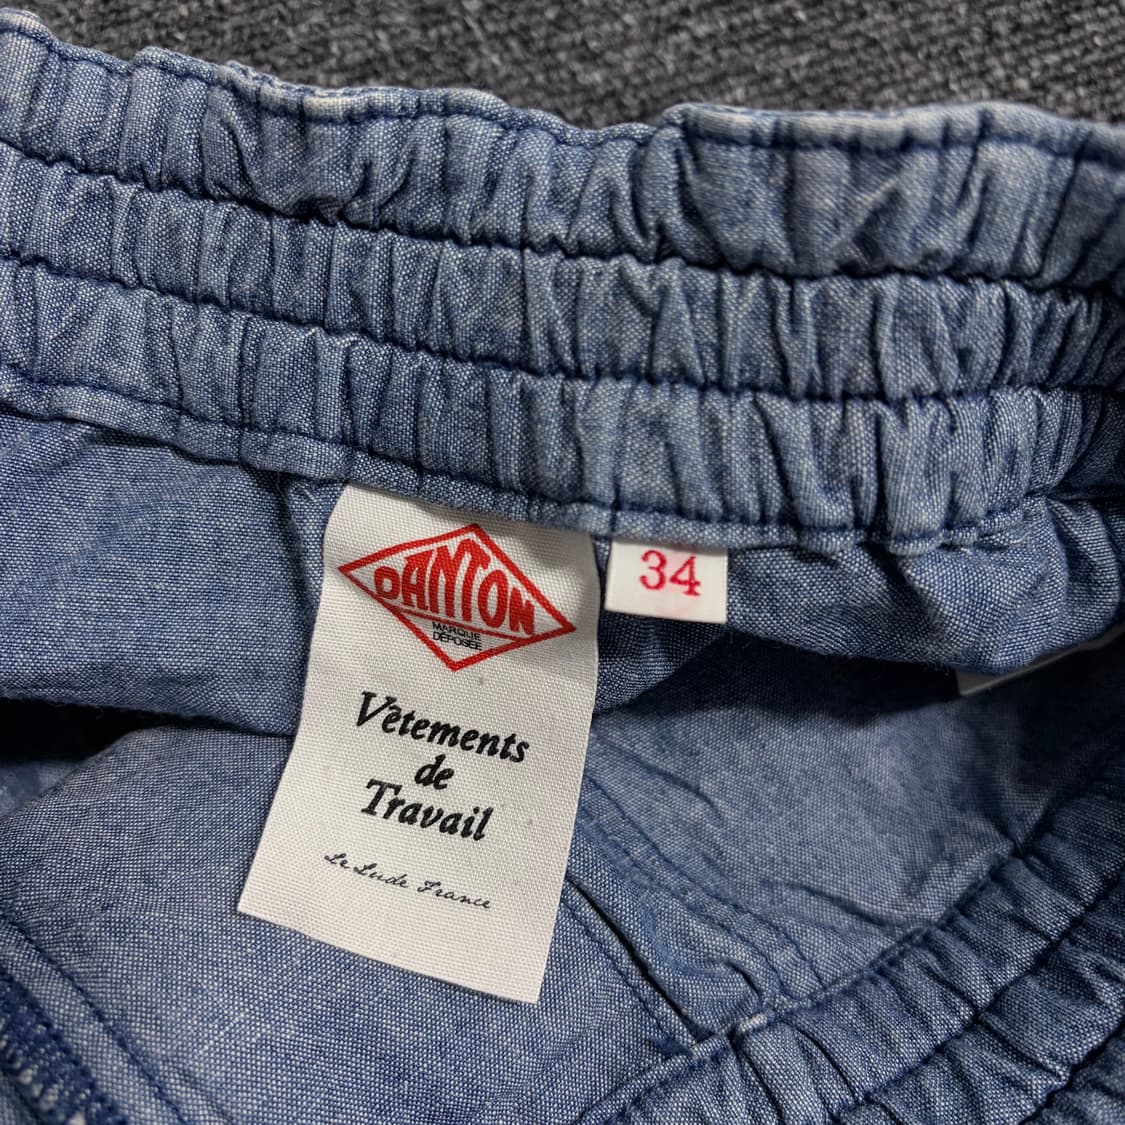 DANTON
MARQUE
DÉPOSÉE
34
Vêtements
de
Travail
Le Lude France